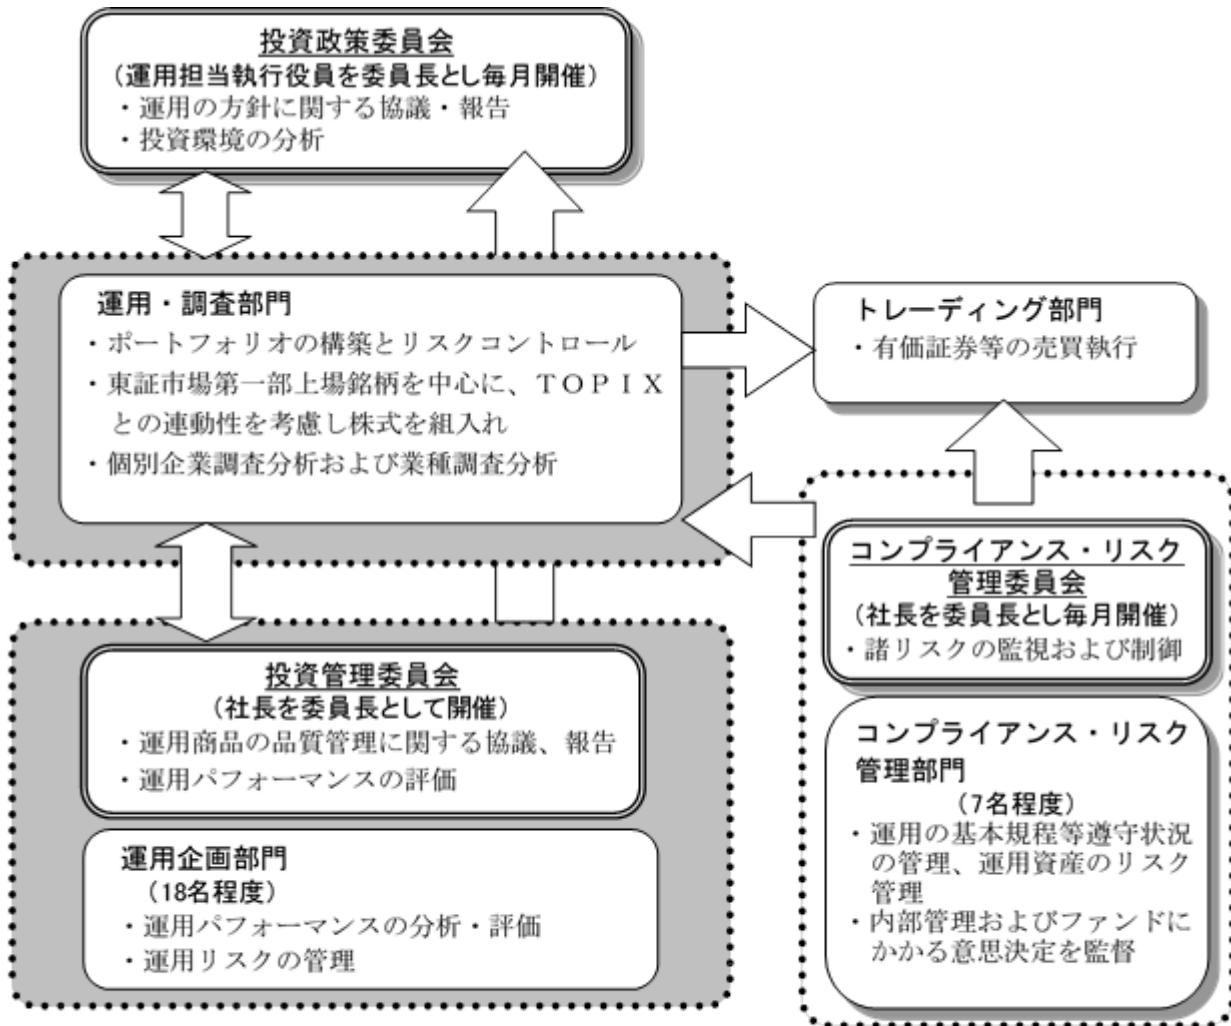 投資政策委員会
（運用担当執行役員を委員長とし毎月開催）
・運用の方針に関する協議・報告
・投資環境の分析
運用・調査部門
・ポートフォリオの構築とリスクコントロール
・東証市場第一部上場銘柄を中心に、ＴＯＰＩＸ
との連動性を考慮し株式を組入れ
・個別企業調査分析および業種調査分析
トレーディング部門
・有価証券等の売買執行
投資管理委員会
（社長を委員長として開催）
・運用商品の品質管理に関する協議、報告
・運用パフォーマンスの評価
運用企画部門
（18名程度）
・運用パフォーマンスの分析・評価
・運用リスクの管理
コンプライアンス・リスク
管理委員会
（社長を委員長とし毎月開催）
・諸リスクの監視および制御
コンプライアンス・リスク
管理部門
（7名程度）
・運用の基本規程等遵守状況
の管理、運用資産のリスク
管理
・内部管理およびファンドに
かかる意思決定を監督